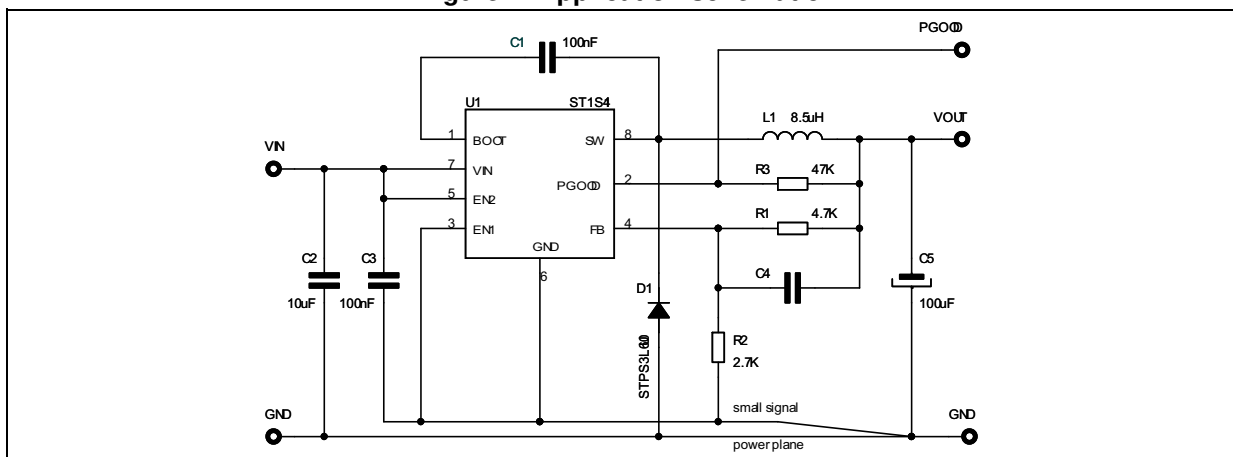 PGOOD
C1
100nF
U1
ST1S4
L1
8.5uH
VOUT
1
BOOT
SW
8
VIN
7
VIN
PGOOD
2
R3
47K
5
EN2
R1
4.7K
3
EN1
FB
4
GND
6
C2
C3
C4
C5
10uF
100nF
D1
100uF
R2
2.7K
small signal
GND
GND
power plane